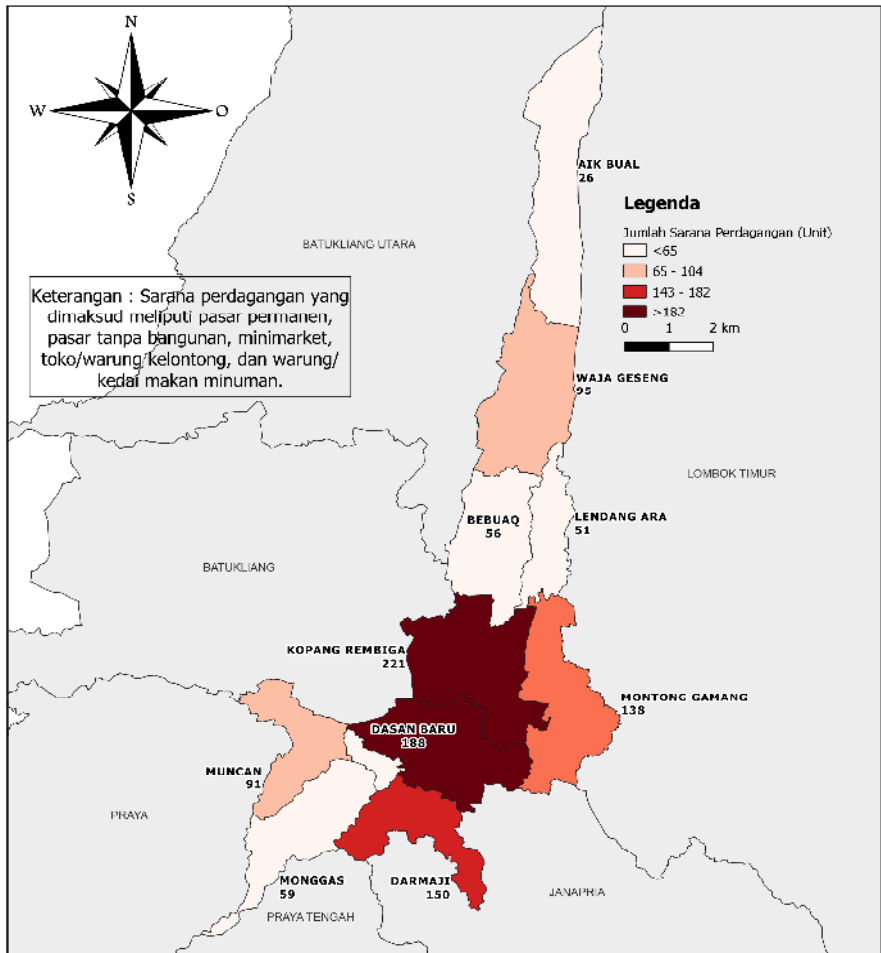 N
W
O
S
AIK BUAL
26
Legenda
Jumlah Sarana Perdagangan (Unit)
<65
65 - 104
143 - 182
>182
0 1 2 km
BATUKLIANG UTARA
Keterangan : Sarana perdagangan yang
dimaksud meliputi pasar permanen,
pasar tanpa bangunan, minimarket,
toko/warung kelontong, dan warung/
kedai makan minuman.
WAJA GESENG
95
LOMBOK TIMUR
BEBUAQ
56
LENDANG ARA
51
BATUKLIANG
KOPANG REMBIGA
221
MONTONG GAMANG
138
DASAN BARU
188
MUNCAN
91
PRAYA
MONGGAS
59
DARMAJI
150
JANAPRIA
PRAYA TENGAH